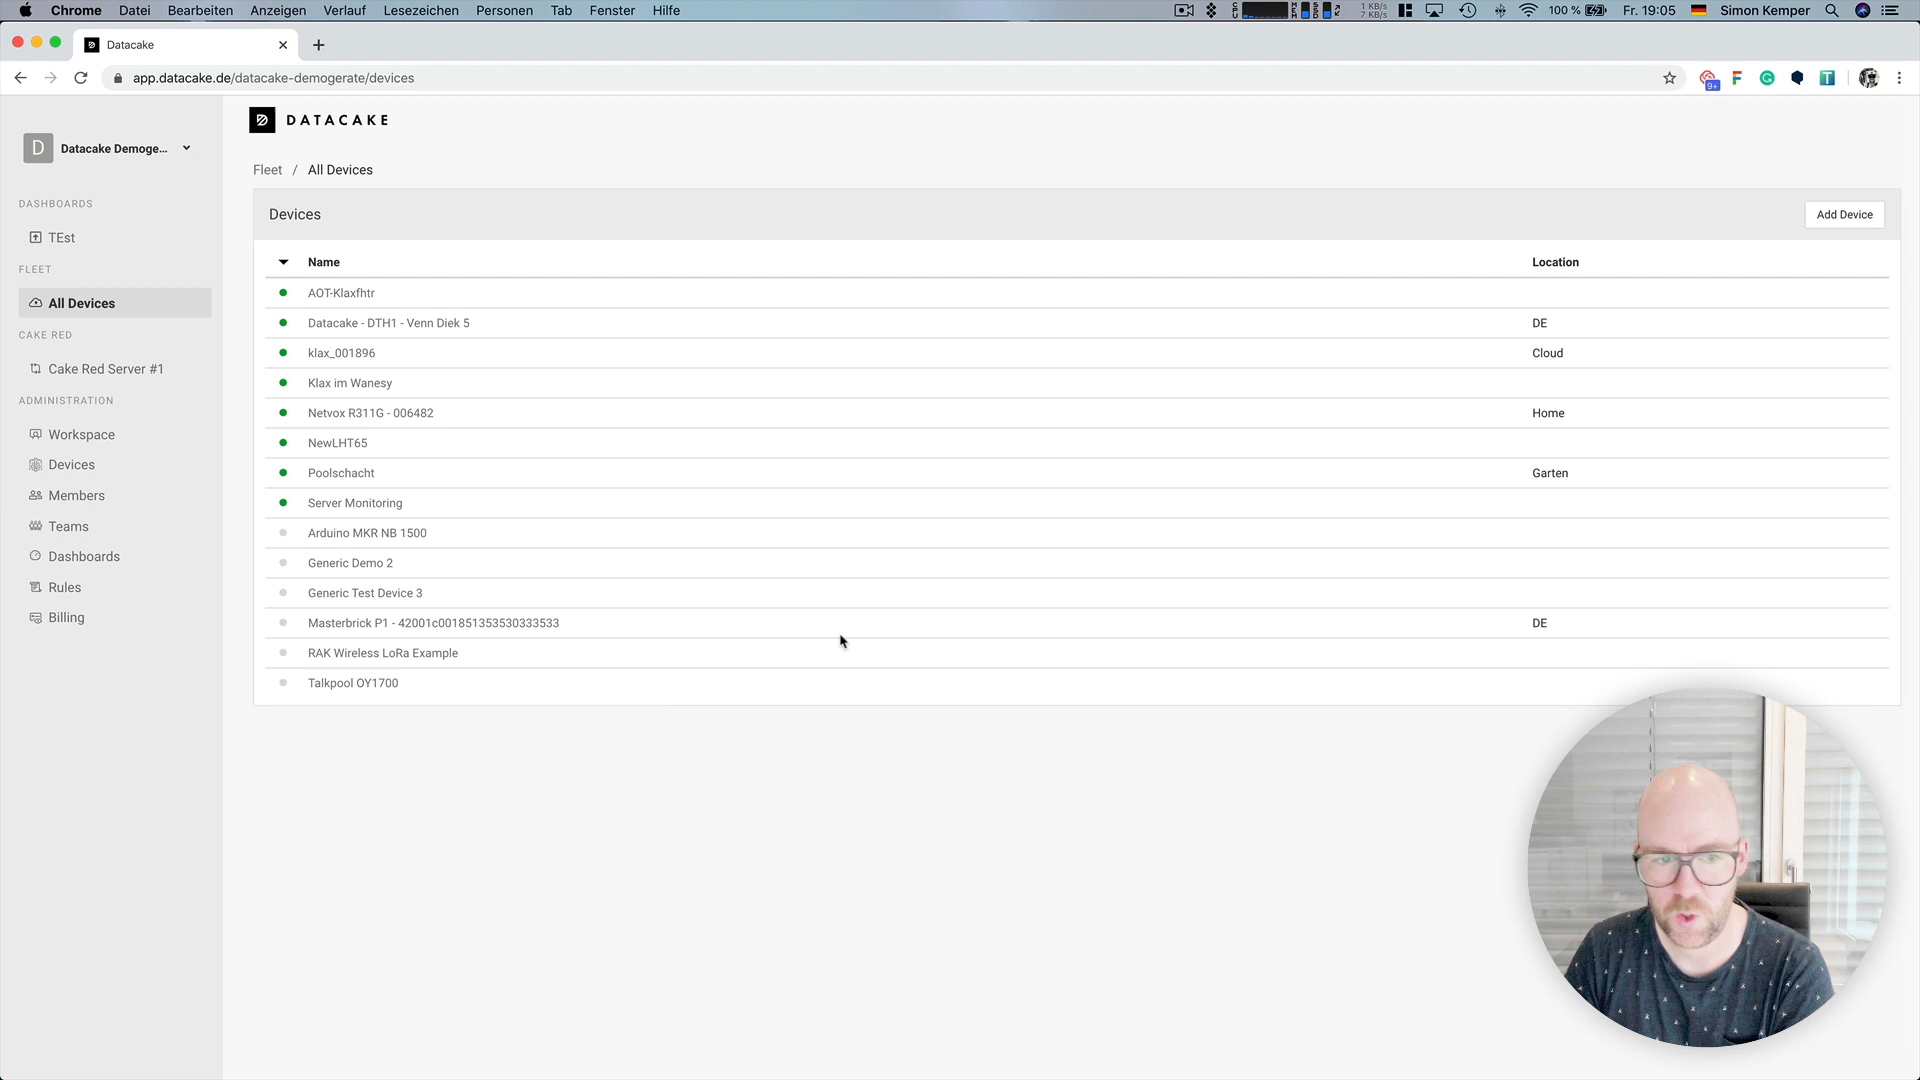 Chrome Datei Bearbeiten Anzeigen Verlauf Lesezeichen Personen Tab Fenster Hilfe 1 KB/s 7 KB/s 100 % Fr. 19:05 Simon Kemper
Datacake
app.datacake.de/datacake-demogerate/devices
9+
DATACAKE
D Datacake Demoge...
Fleet / All Devices
DASHBOARDS
TEst
FLEET
All Devices
CAKE RED
Cake Red Server #1
ADMINISTRATION
Workspace
Devices
Members
Teams
Dashboards
Rules
Billing
Devices Add Device
Name Location
AOT-Klaxfhtr
Datacake - DTH1 - Venn Diek 5 DE
klax_001896 Cloud
Klax im Wanesy
Netvox R311G - 006482 Home
NewLHT65
Poolschacht Garten
Server Monitoring
Arduino MKR NB 1500
Generic Demo 2
Generic Test Device 3
Masterbrick P1 - 42001c001851353530333533 DE
RAK Wireless LoRa Example
Talkpool OY1700